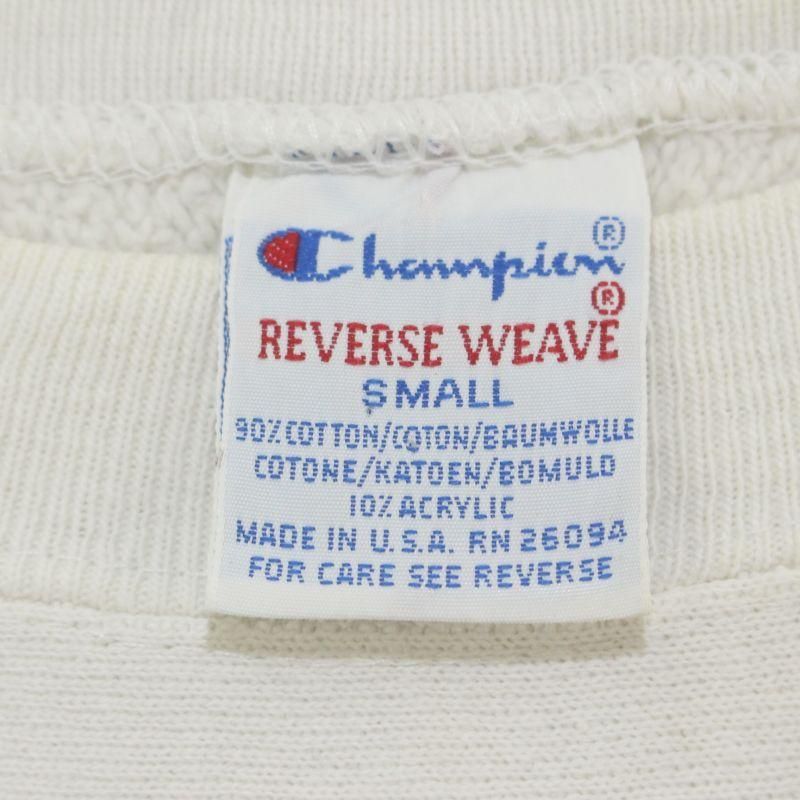 Champion®
REVERSE WEAVE®
SMALL
90% COTTON/COTON/BAUMWOLLE
COTONE/KATOEN/BOMULD
10% ACRYLIC
MADE IN U.S.A. RN 26094
FOR CARE SEE REVERSE